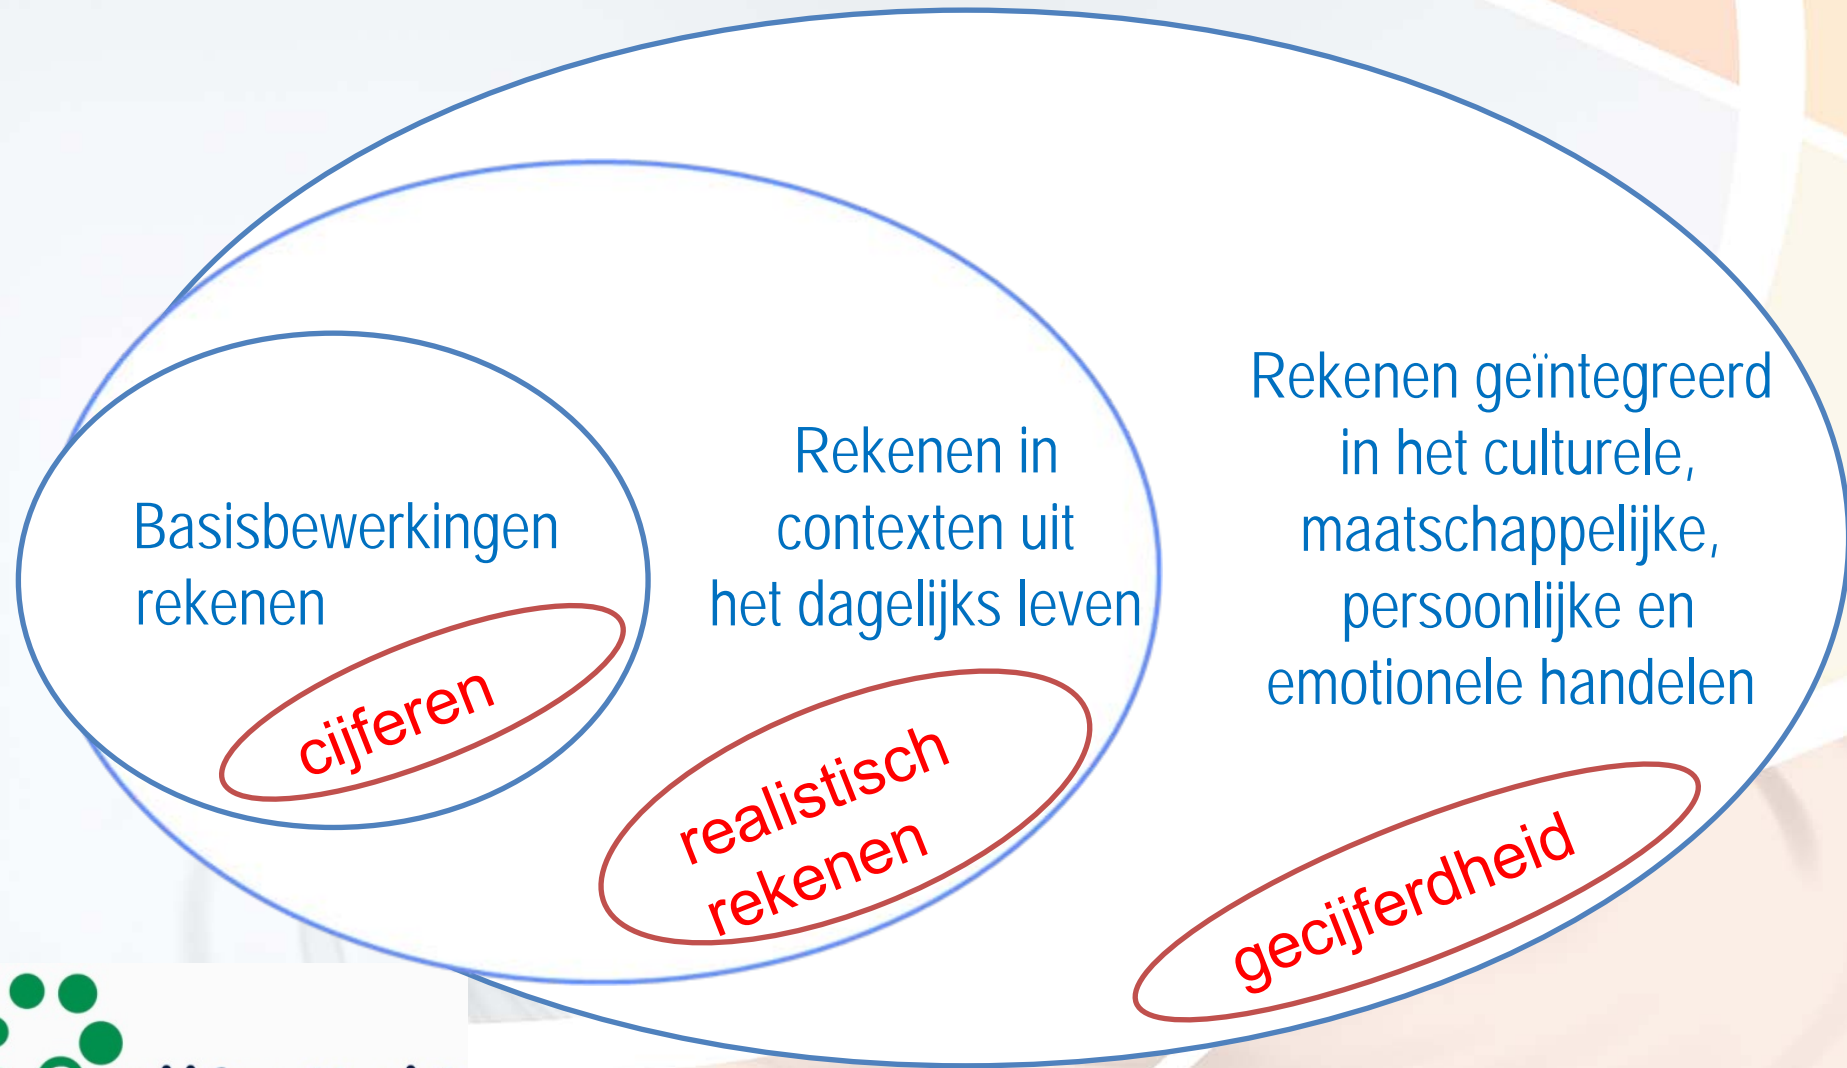 Basisbewerkingen
rekenen
cijferen
Rekenen in
contexten uit
het dagelijks leven
realistisch
rekenen
Rekenen geïntegreerd
in het culturele,
maatschappelijke,
persoonlijke en
emotionele handelen
gecijferdheid